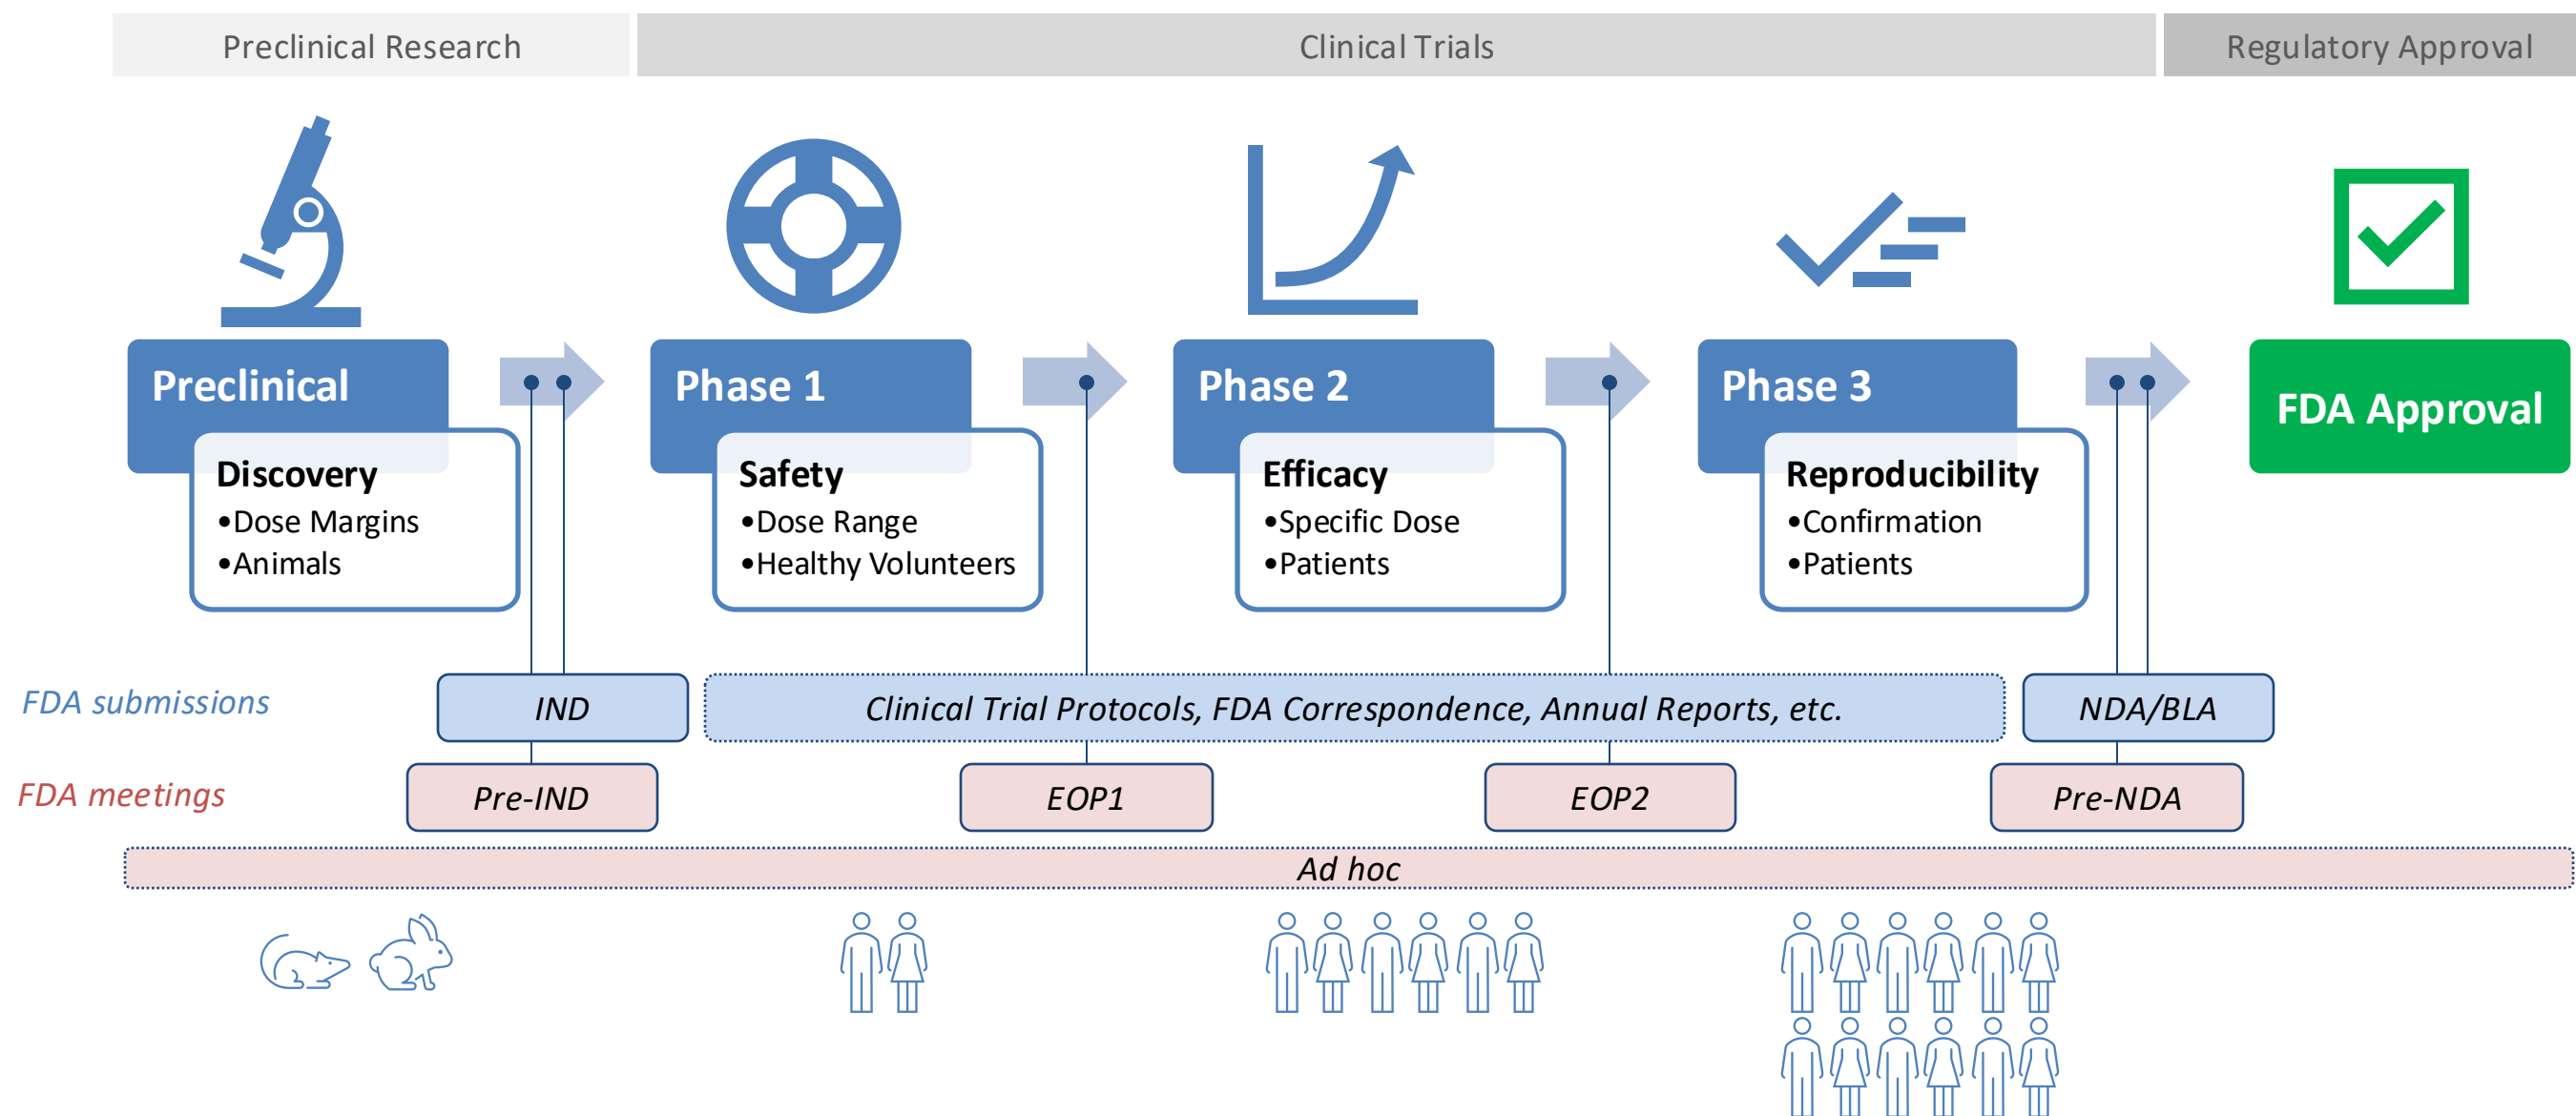 Preclinical Research
Clinical Trials
Regulatory Approval
Preclinical
Discovery
•Dose Margins
•Animals
Phase 1
Safety
•Dose Range
•Healthy Volunteers
Phase 2
Efficacy
•Specific Dose
•Patients
Phase 3
Reproducibility
•Confirmation
•Patients
FDA Approval
FDA submissions
IND
Clinical Trial Protocols, FDA Correspondence, Annual Reports, etc.
NDA/BLA
FDA meetings
Pre-IND
EOP1
EOP2
Pre-NDA
Ad hoc